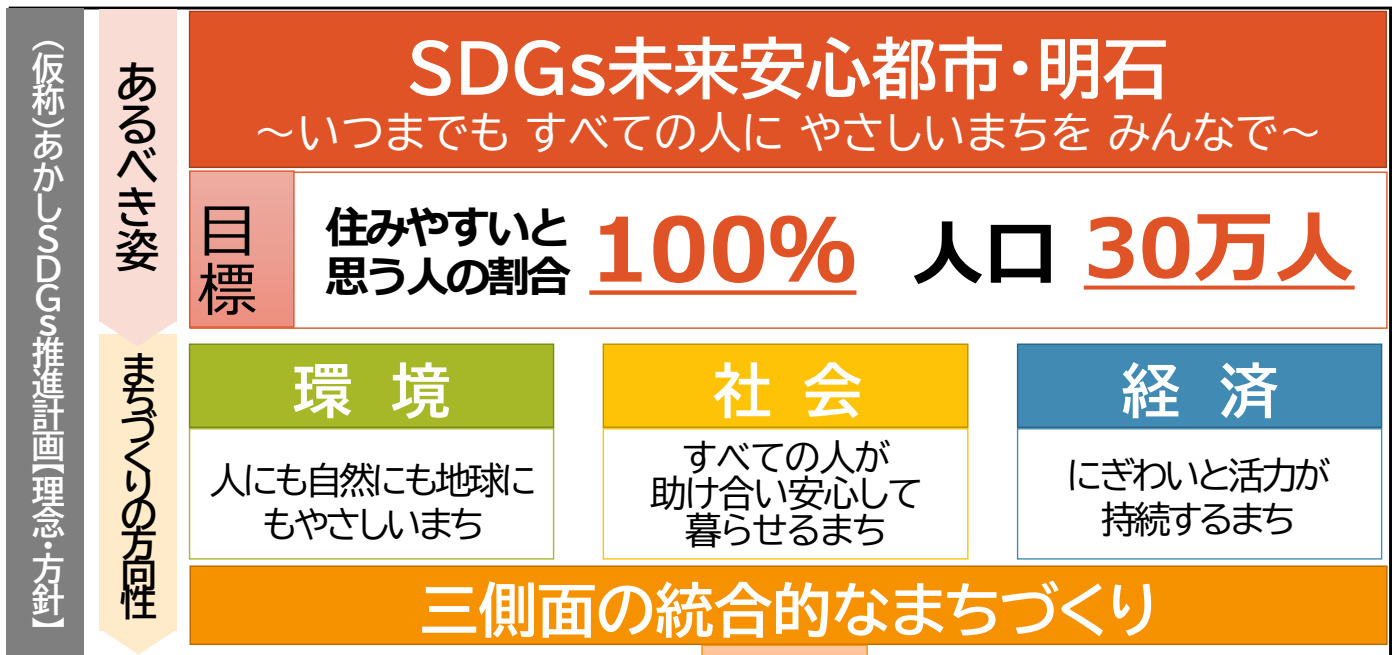 (仮称)あかしSDGs推進計画【理念・方針】
あるべき姿
SDGs未来安心都市・明石
～いつまでも すべての人に やさしいまちを みんなで～
目標
住みやすいと
思う人の割合
100%
人口
30万人
まちづくりの方向性
環 境
人にも自然にも地球に
もやさしいまち
社 会
すべての人が
助け合い安心して
暮らせるまち
経 済
にぎわいと活力が
持続するまち
三側面の統合的なまちづくり